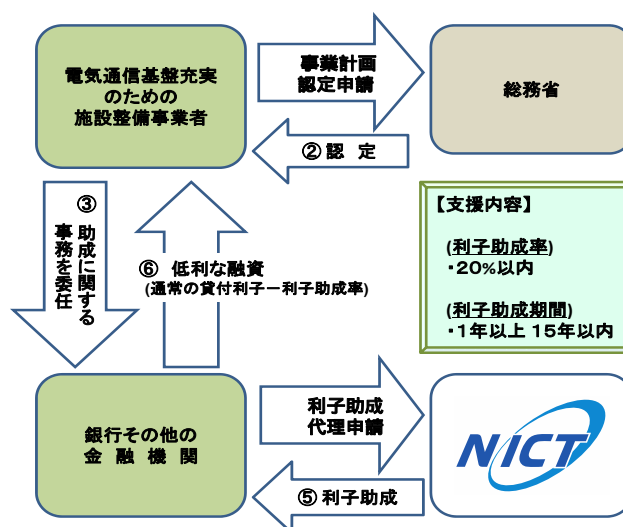 電気通信基盤充実
のための
施設整備事業者
事業計画
認定申請
総務省
② 認 定
③ 助成に関する
事務を委任
⑥ 低利な融資
(通常の貸付利子－利子助成率)
【支援内容】
(利子助成率)
・20%以内
(利子助成期間)
・1年以上 15年以内
銀行その他の
金 融 機 関
利子助成
代理申請
⑤ 利子助成
NICT